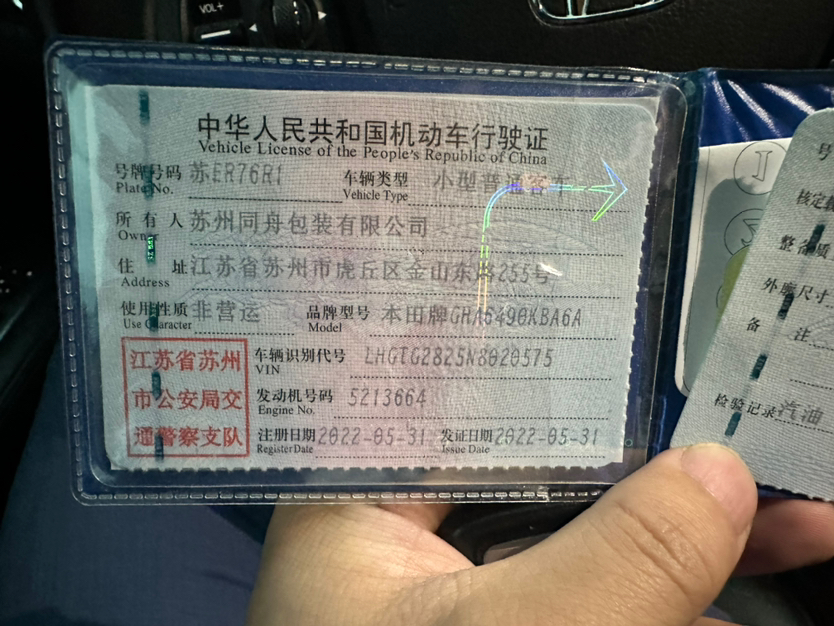 VOL+
中华人民共和国机动车行驶证
Vehicle License of the People's Republic of China
号牌号码 苏ER76R1 车辆类型 小型普通客车
Plate No. Vehicle Type
所有人 苏州同舟包装有限公司
Owner
住址 江苏省苏州市虎丘区金山东路255号
Address
使用性质 非营运 品牌型号 本田牌GHA6490KBA6A
Use Character Model
江苏省苏州
市公安局交
通警察支队
车辆识别代号 LHGTG2825N8020575
VIN
发动机号码 5213664
Engine No.
注册日期 2022-05-31 发证日期 2022-05-31
Register Date Issue Date
号
核定
整备质
外廓尺寸
备注
检验记录 汽油